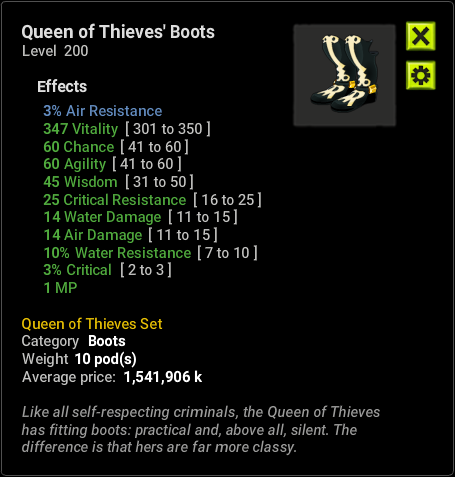 Queen of Thieves' Boots
Level 200
Effects
3% Air Resistance
347 Vitality [ 301 to 350 ]
60 Chance [ 41 to 60 ]
60 Agility [ 41 to 60 ]
45 Wisdom [ 31 to 50 ]
25 Critical Resistance [ 16 to 25 ]
14 Water Damage [ 11 to 15 ]
14 Air Damage [ 11 to 15 ]
10% Water Resistance [ 7 to 10 ]
3% Critical [ 2 to 3 ]
1 MP
Queen of Thieves Set
Category Boots
Weight 10 pod(s)
Average price: 1,541,906 k
Like all self-respecting criminals, the Queen of Thieves
has fitting boots: practical and, above all, silent. The
difference is that hers are far more classy.